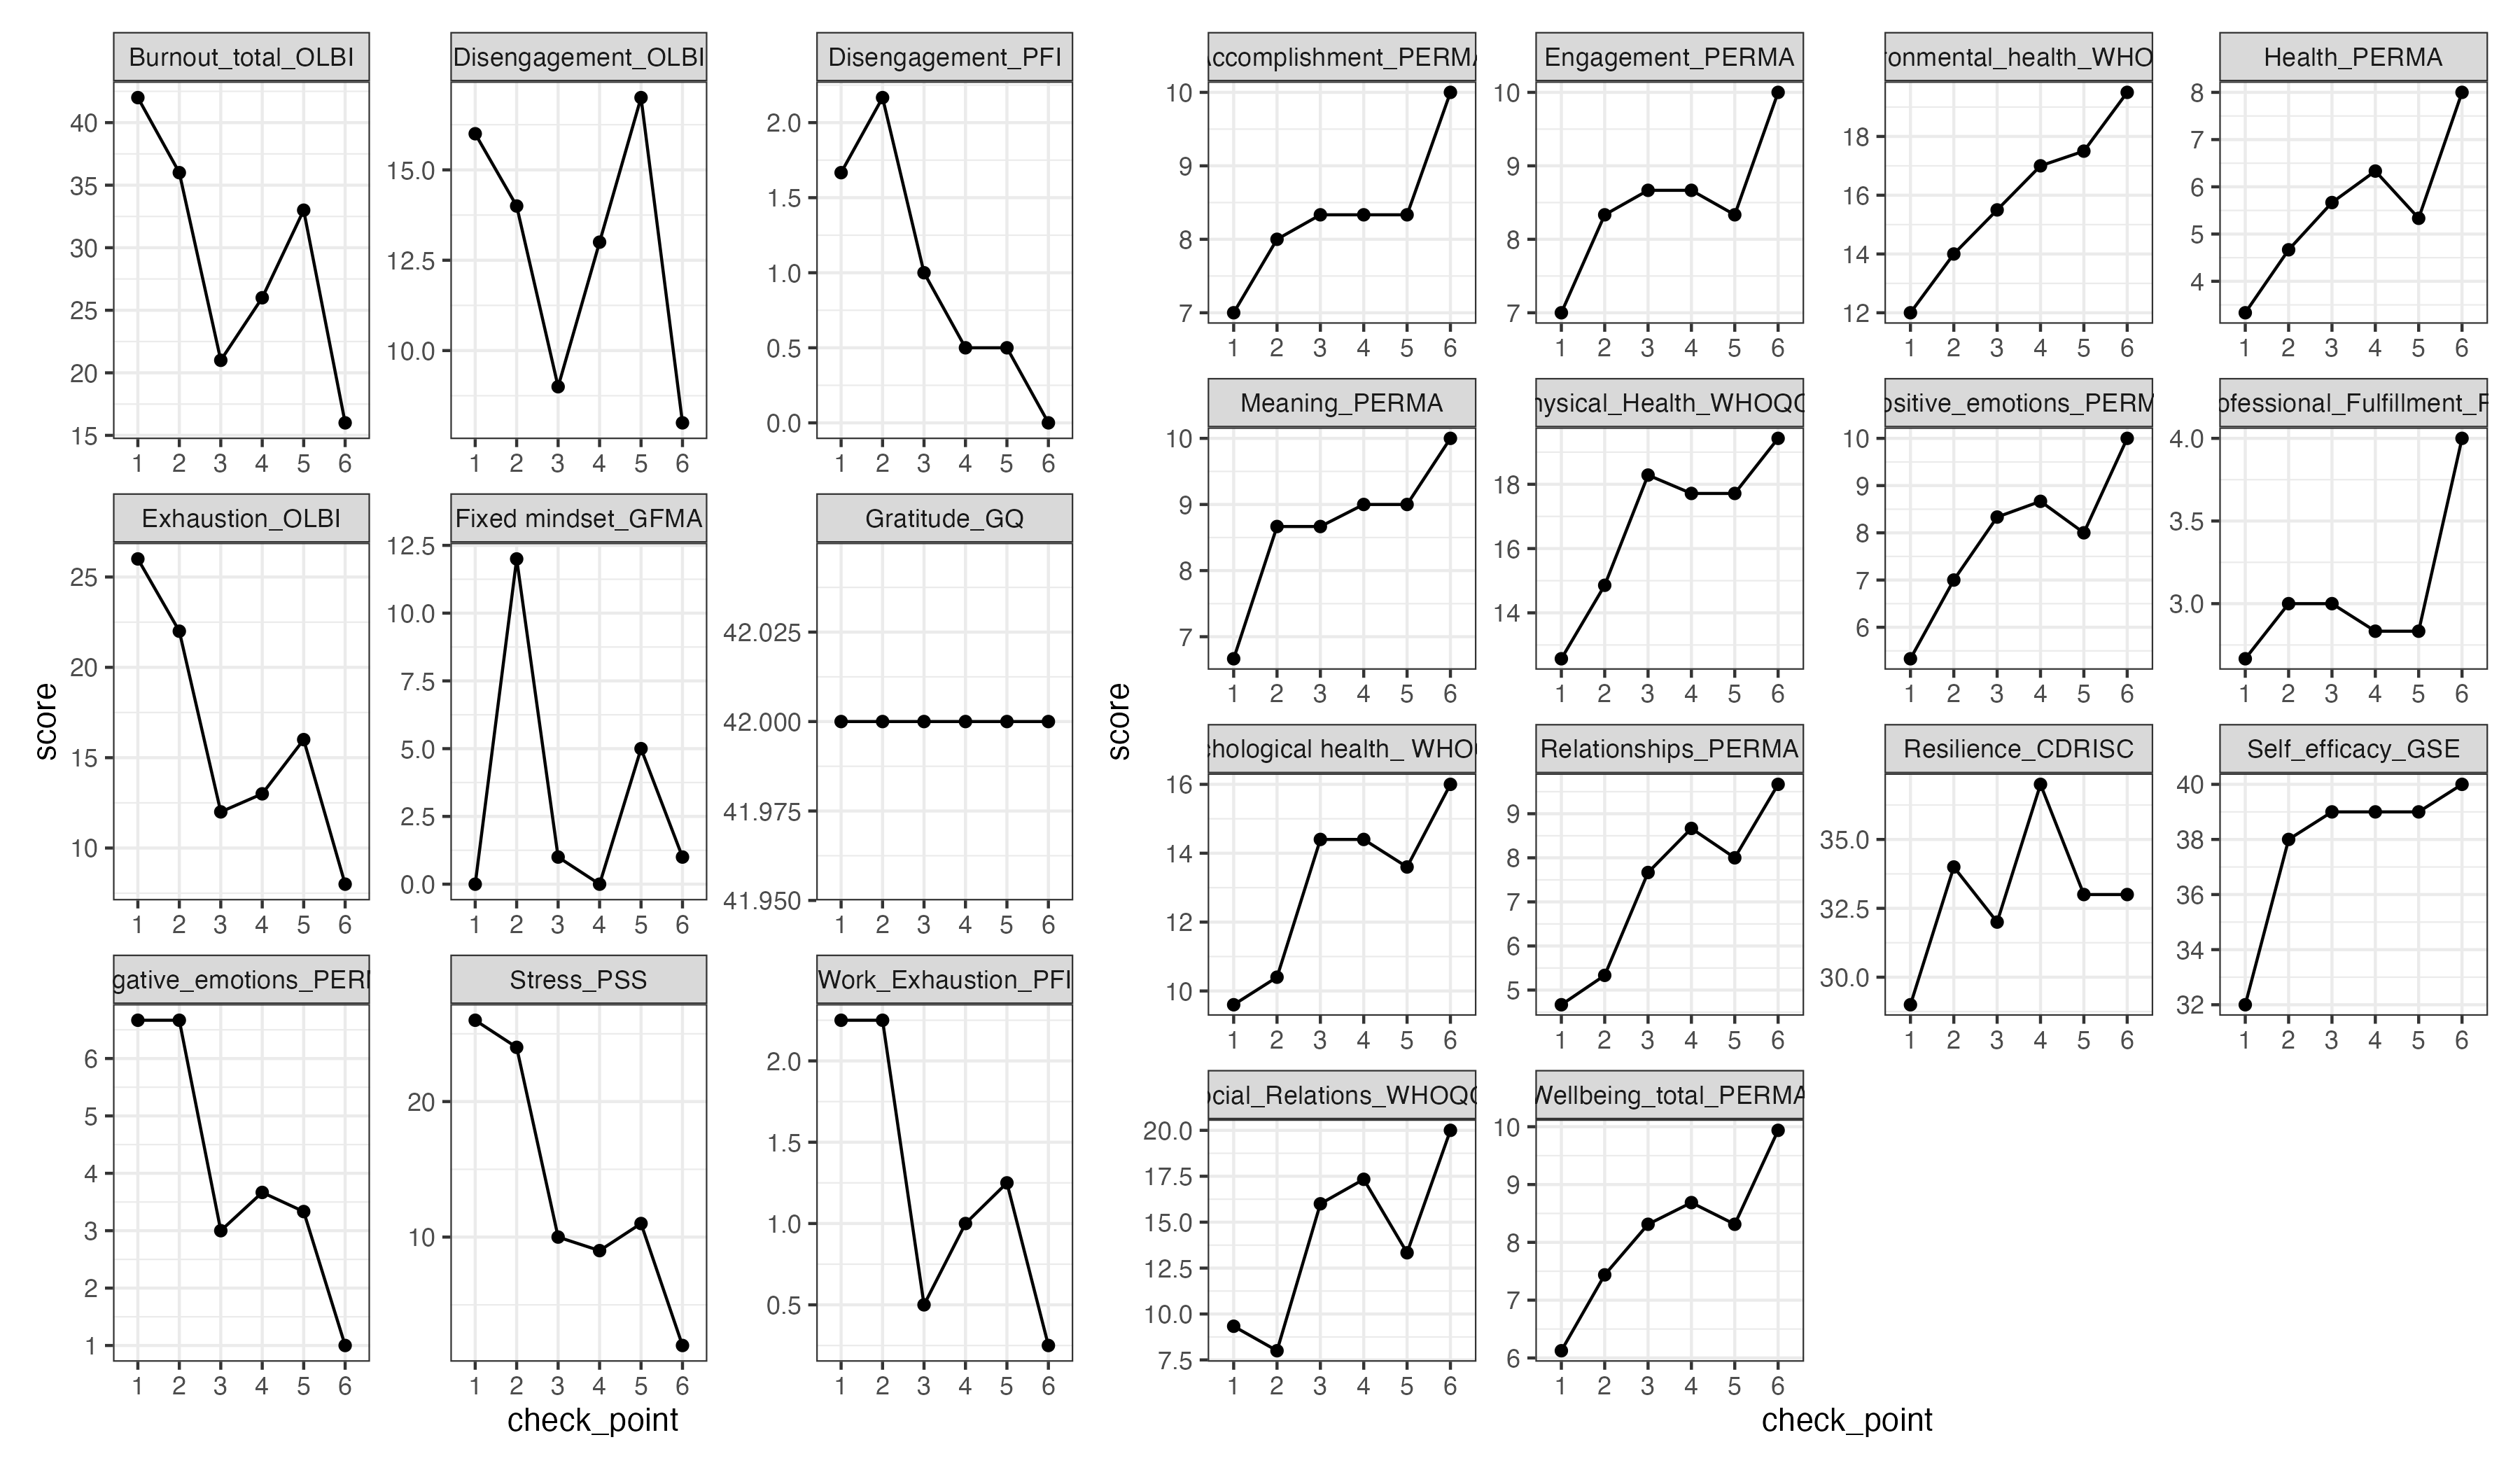 Burnout_total_OLBI
40
35
30
25
20
15
1 2 3 4 5 6
Disengagement_OLBI
15.0
12.5
10.0
1 2 3 4 5 6
Disengagement_PFI
2.0
1.5
1.0
0.5
0.0
1 2 3 4 5 6
Exhaustion_OLBI
25
20
15
10
1 2 3 4 5 6
Fixed mindset_GFMA
12.5
10.0
7.5
5.0
2.5
0.0
1 2 3 4 5 6
Gratitude_GQ
42.025
42.000
41.975
41.950
1 2 3 4 5 6
gative_emotions_PER
6
5
4
3
2
1
1 2 3 4 5 6
Stress_PSS
20
10
1 2 3 4 5 6
Work_Exhaustion_PFI
2.0
1.5
1.0
0.5
1 2 3 4 5 6
score
check_point
Accomplishment_PERMA
10
9
8
7
1 2 3 4 5 6
Engagement_PERMA
10
9
8
7
1 2 3 4 5 6
ronmental_health_WHO
18
16
14
12
1 2 3 4 5 6
Health_PERMA
8
7
6
5
4
1 2 3 4 5 6
Meaning_PERMA
10
9
8
7
1 2 3 4 5 6
hysical_Health_WHOQO
18
16
14
1 2 3 4 5 6
ositive_emotions_PERM
10
9
8
7
6
1 2 3 4 5 6
ofessional_Fulfillment_P
4.0
3.5
3.0
1 2 3 4 5 6
chological health_ WHO
16
14
12
10
1 2 3 4 5 6
Relationships_PERMA
9
8
7
6
5
1 2 3 4 5 6
Resilience_CDRISC
35.0
32.5
30.0
1 2 3 4 5 6
Self_efficacy_GSE
40
38
36
34
32
1 2 3 4 5 6
ocial_Relations_WHOQO
20.0
17.5
15.0
12.5
10.0
7.5
1 2 3 4 5 6
Wellbeing_total_PERMA
10
9
8
7
6
1 2 3 4 5 6
score
check_point